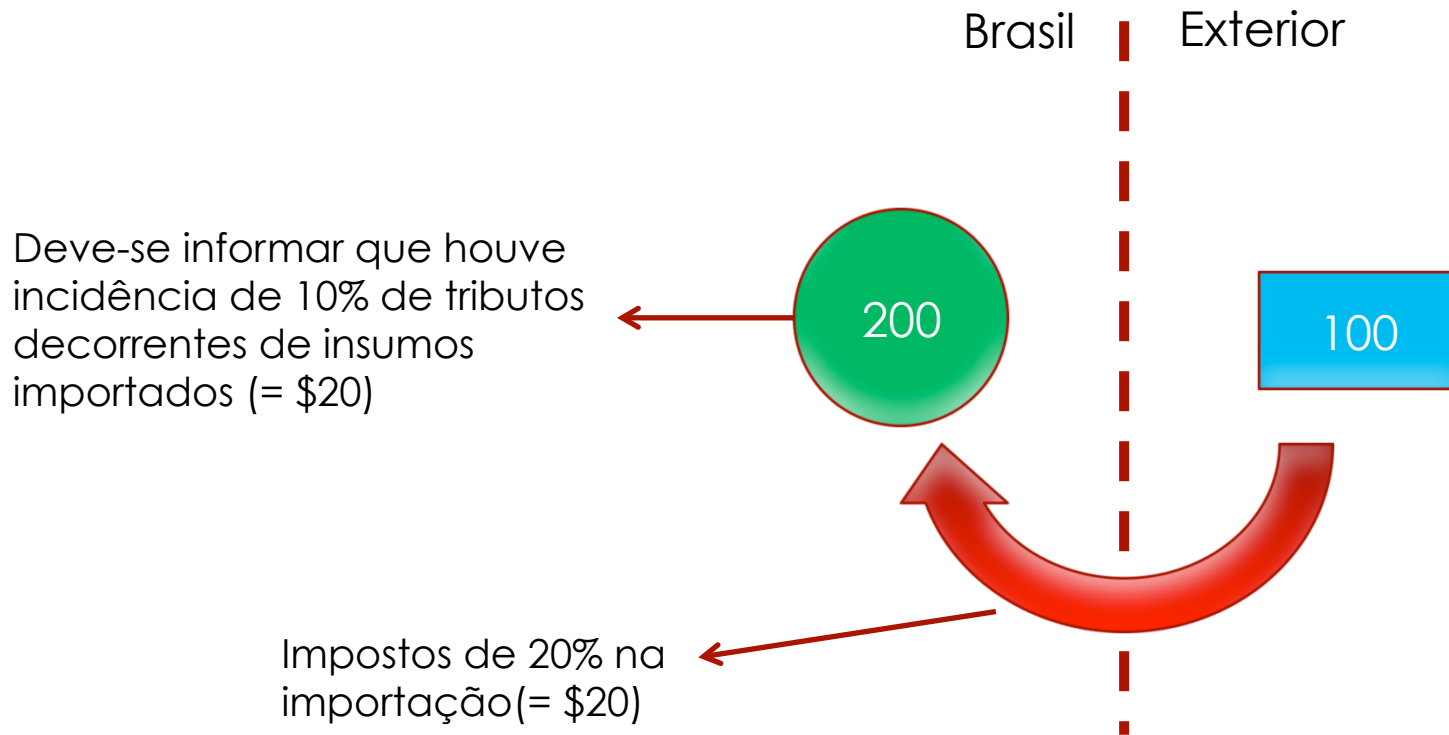 Brasil
Exterior
Deve-se informar que houve
incidência de 10% de tributos
decorrentes de insumos
importados (= $20)
200
100
Impostos de 20% na
importação(= $20)